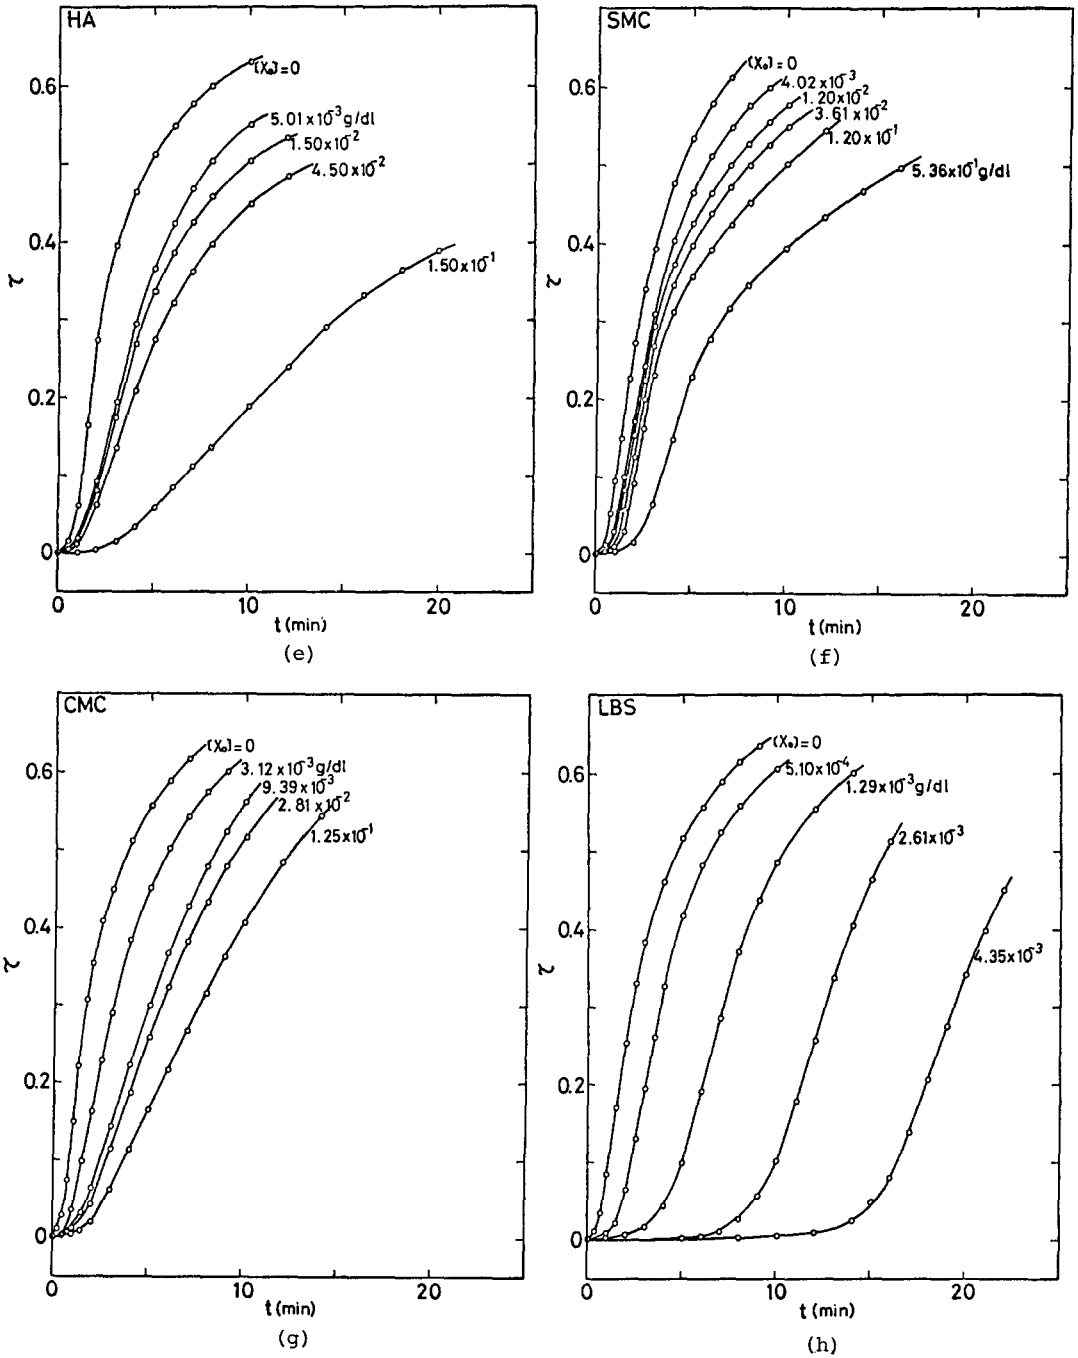 HA
0.6
0.4
0.2
0
τ
[X₀]=0
5.01×10⁻³ g/dl
1.50×10⁻²
4.50×10⁻²
1.50×10⁻¹
0 10 20
t (min)
(e)
SMC
0.6
0.4
0.2
0
τ
[X₀]=0
4.02×10⁻³
1.20×10⁻²
3.61×10⁻²
1.20×10⁻¹
5.36×10⁻¹ g/dl
0 10 20
t (min)
(f)
CMC
0.6
0.4
0.2
0
τ
[X₀]=0
3.12×10⁻³ g/dl
9.39×10⁻³
2.81×10⁻²
1.25×10⁻¹
0 10 20
t (min)
(g)
LBS
0.6
0.4
0.2
0
τ
[X₀]=0
5.10×10⁻⁴
1.29×10⁻³ g/dl
2.61×10⁻³
4.35×10⁻³
0 10 20
t (min)
(h)